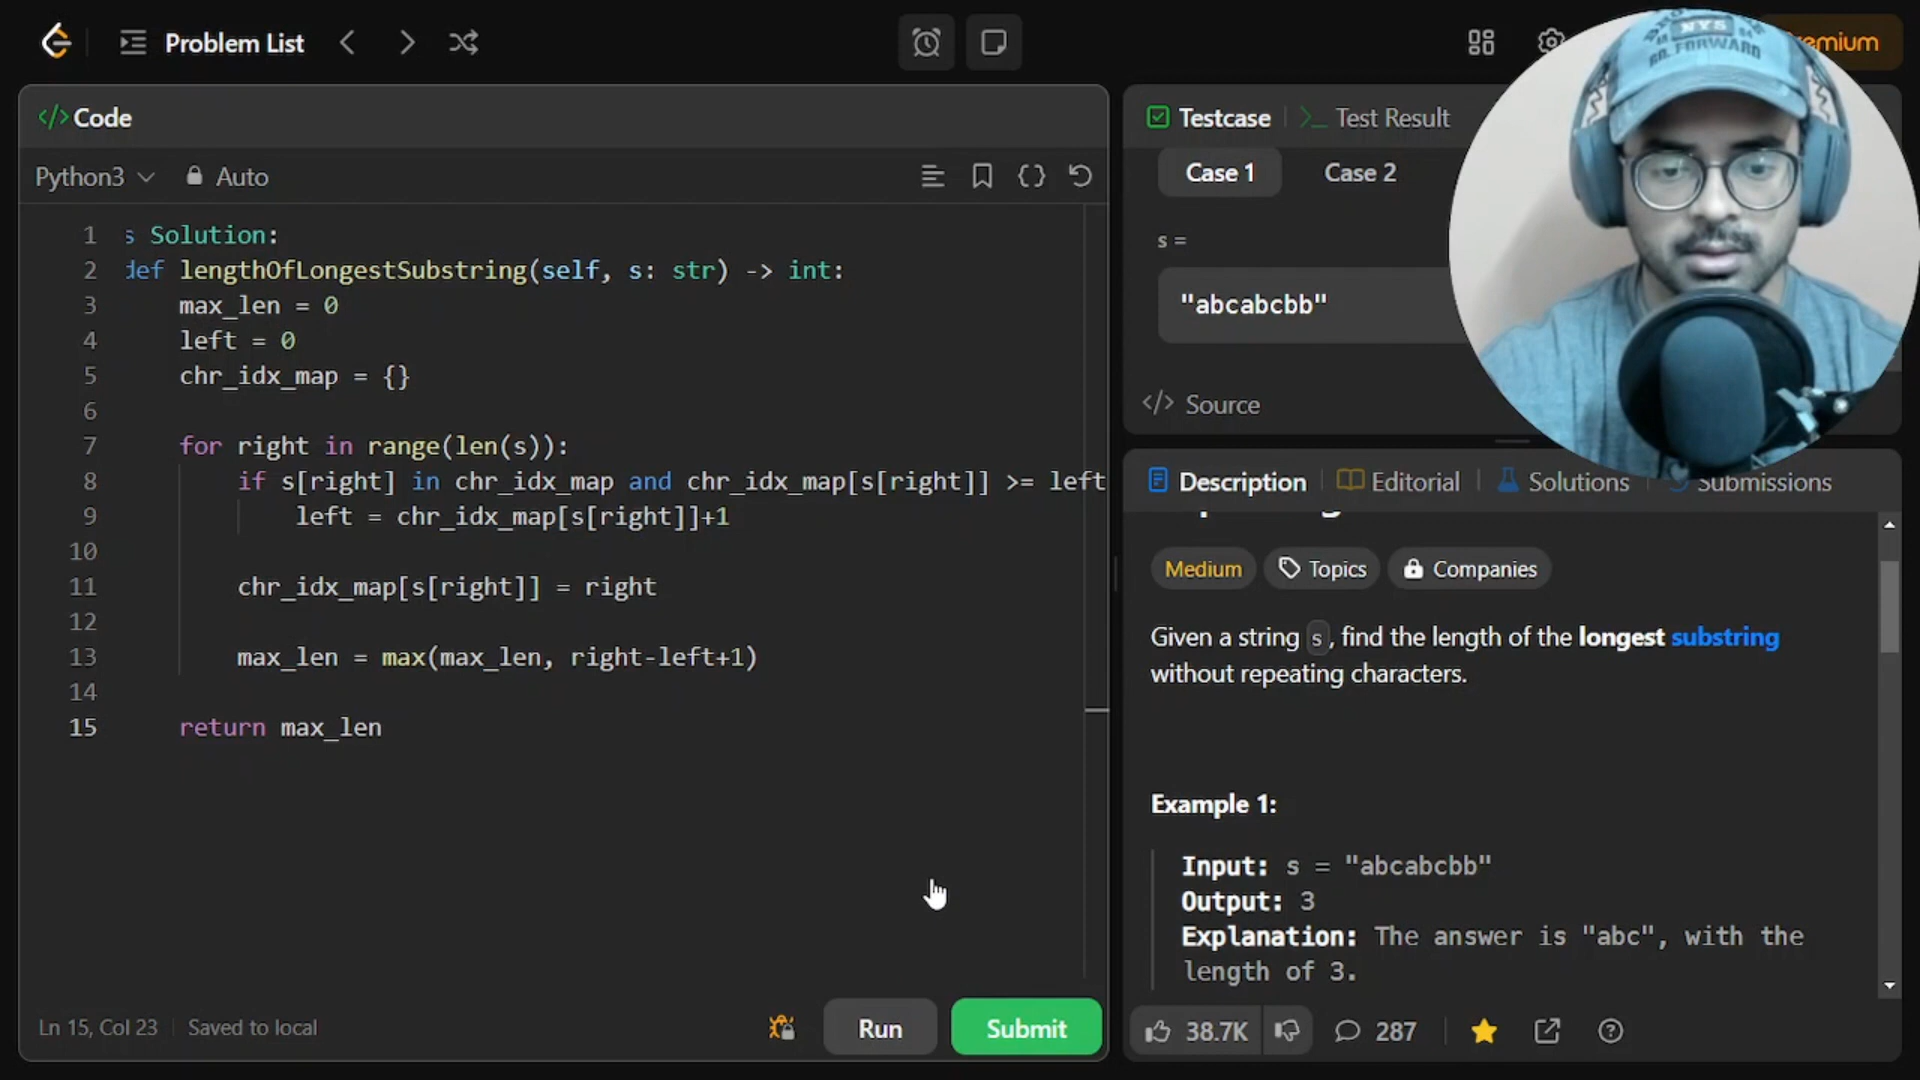 Problem List
Premium
</> Code
Python3
Auto
1 s Solution:
2 def lengthOfLongestSubstring(self, s: str) -> int:
3 max_len = 0
4 left = 0
5 chr_idx_map = {}
6
7 for right in range(len(s)):
8 if s[right] in chr_idx_map and chr_idx_map[s[right]] >= left
9 left = chr_idx_map[s[right]]+1
10
11 chr_idx_map[s[right]] = right
12
13 max_len = max(max_len, right-left+1)
14
15 return max_len
Ln 15, Col 23
Saved to local
Run
Submit
Testcase
Test Result
Case 1
Case 2
s =
"abcabcbb"
</> Source
NYS
GO. FORWARD
Description
Editorial
Solutions
Submissions
Medium
Topics
Companies
Given a string s, find the length of the longest substring
without repeating characters.
Example 1:
Input: s = "abcabcbb"
Output: 3
Explanation: The answer is "abc", with the
length of 3.
38.7K
287